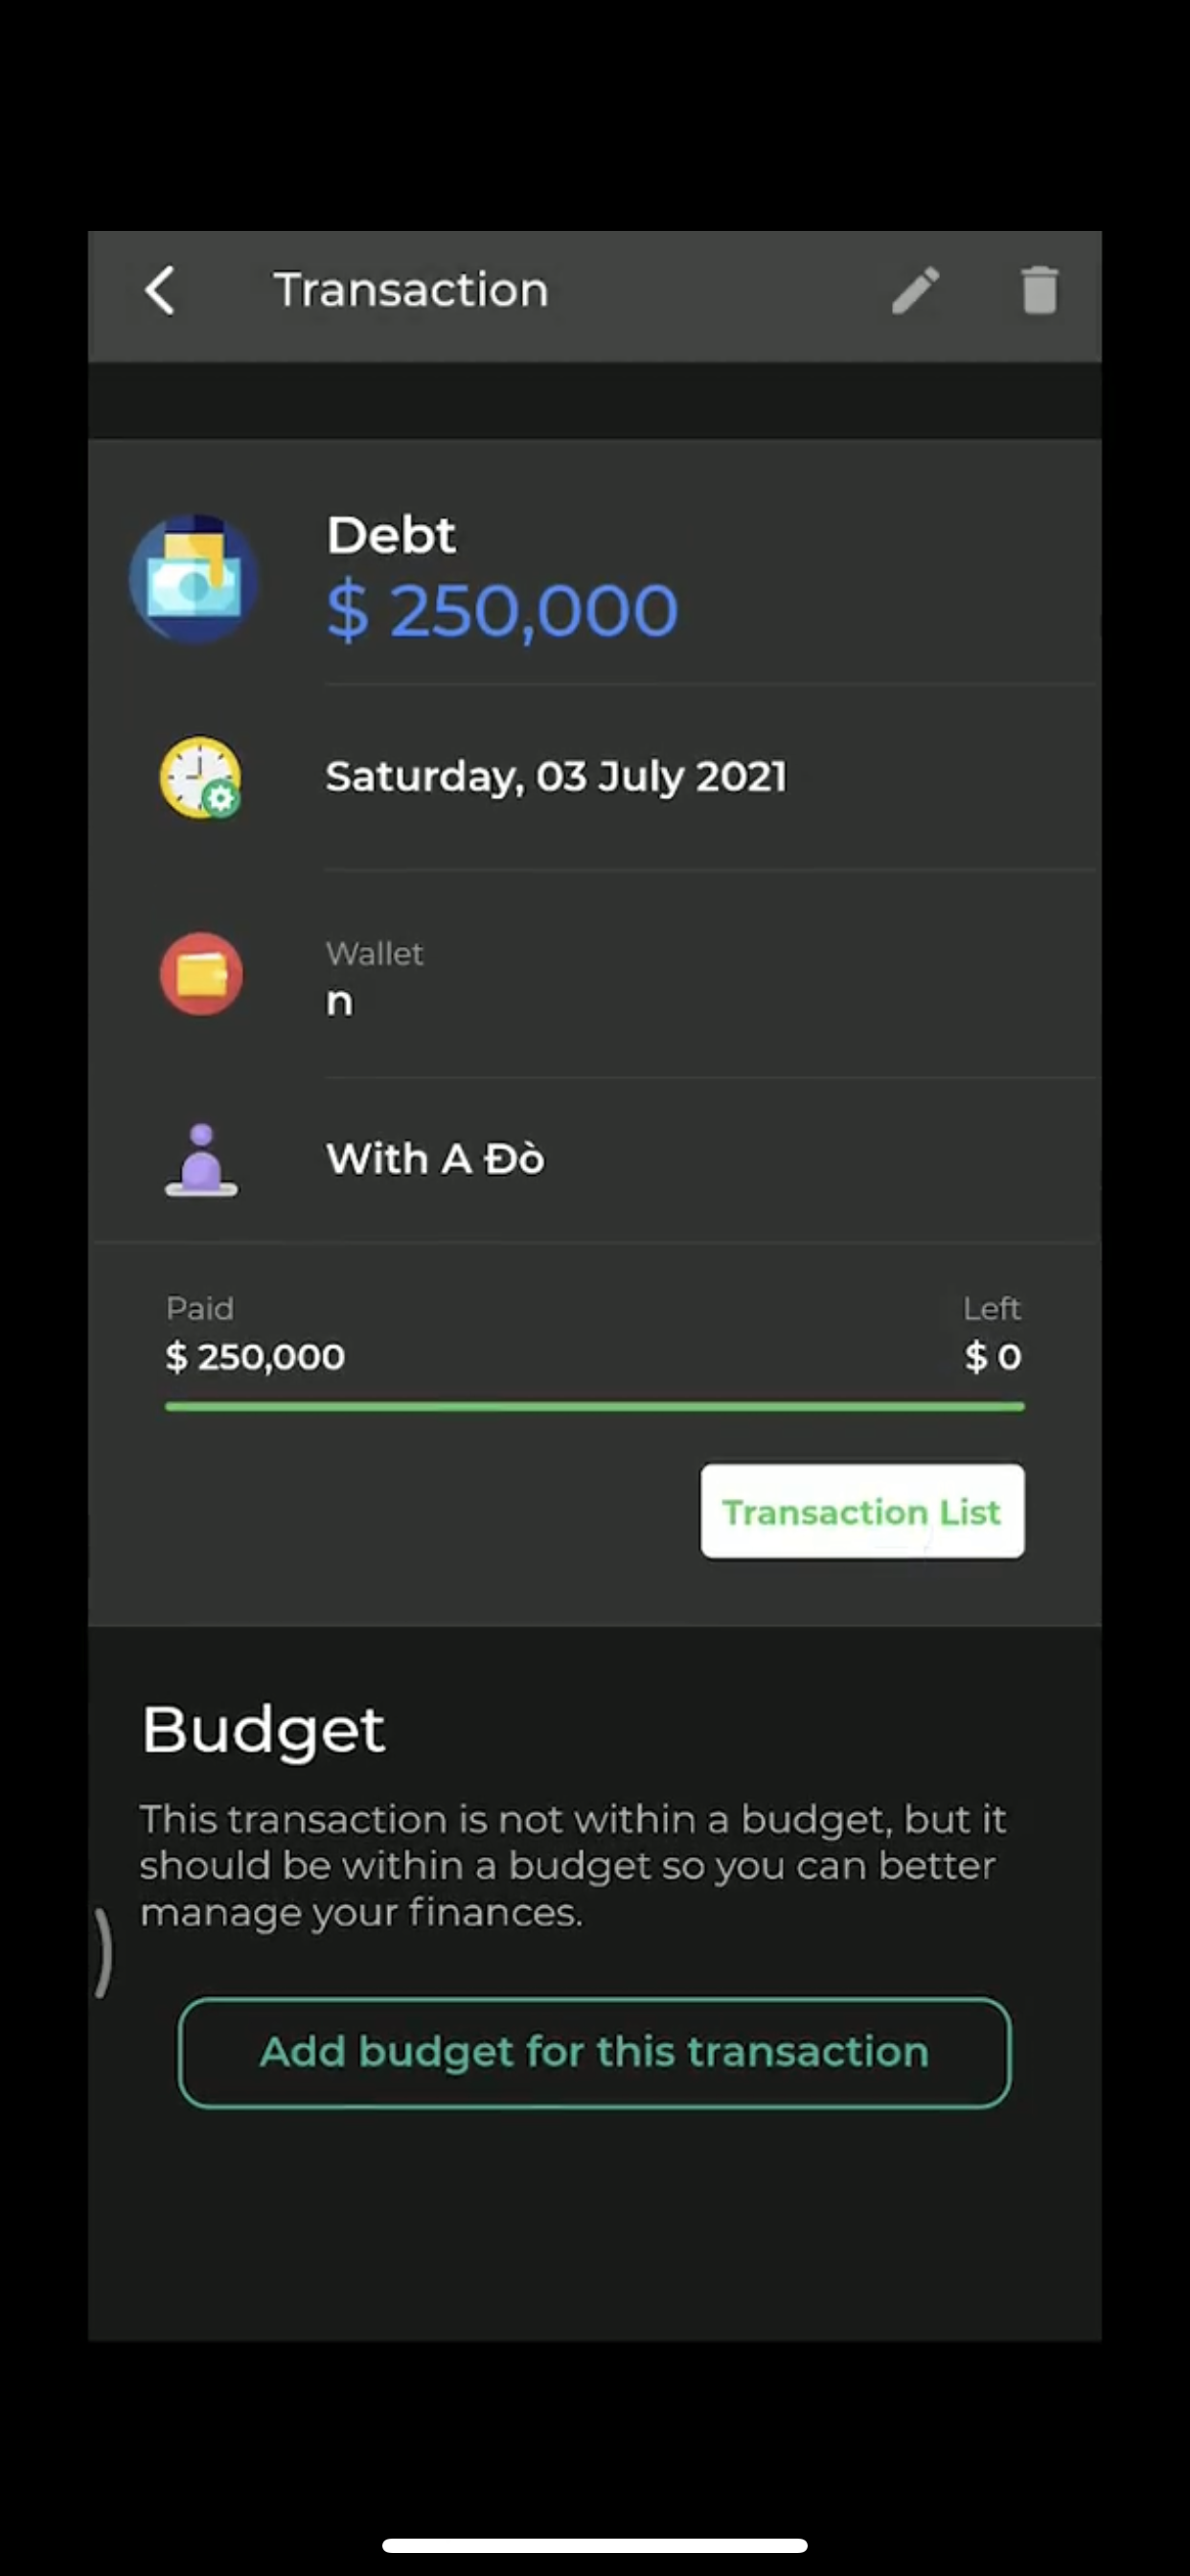 Transaction
Debt
$ 250,000
Saturday, 03 July 2021
Wallet
n
With A Đò
Paid
Left
$ 250,000
$ 0
Transaction List
Budget
This transaction is not within a budget, but it
should be within a budget so you can better
manage your finances.
Add budget for this transaction